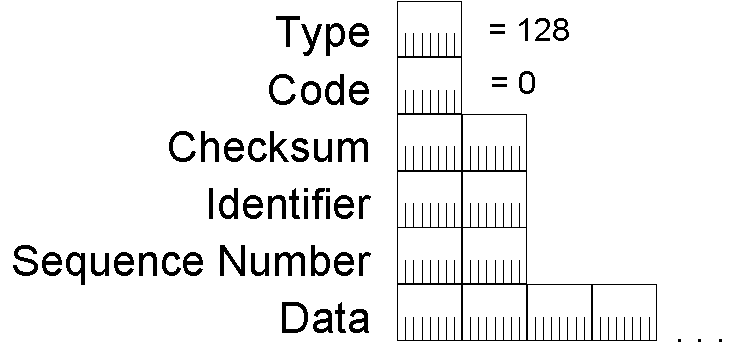 Type = 128
Code = 0
Checksum
Identifier
Sequence Number
Data . . .